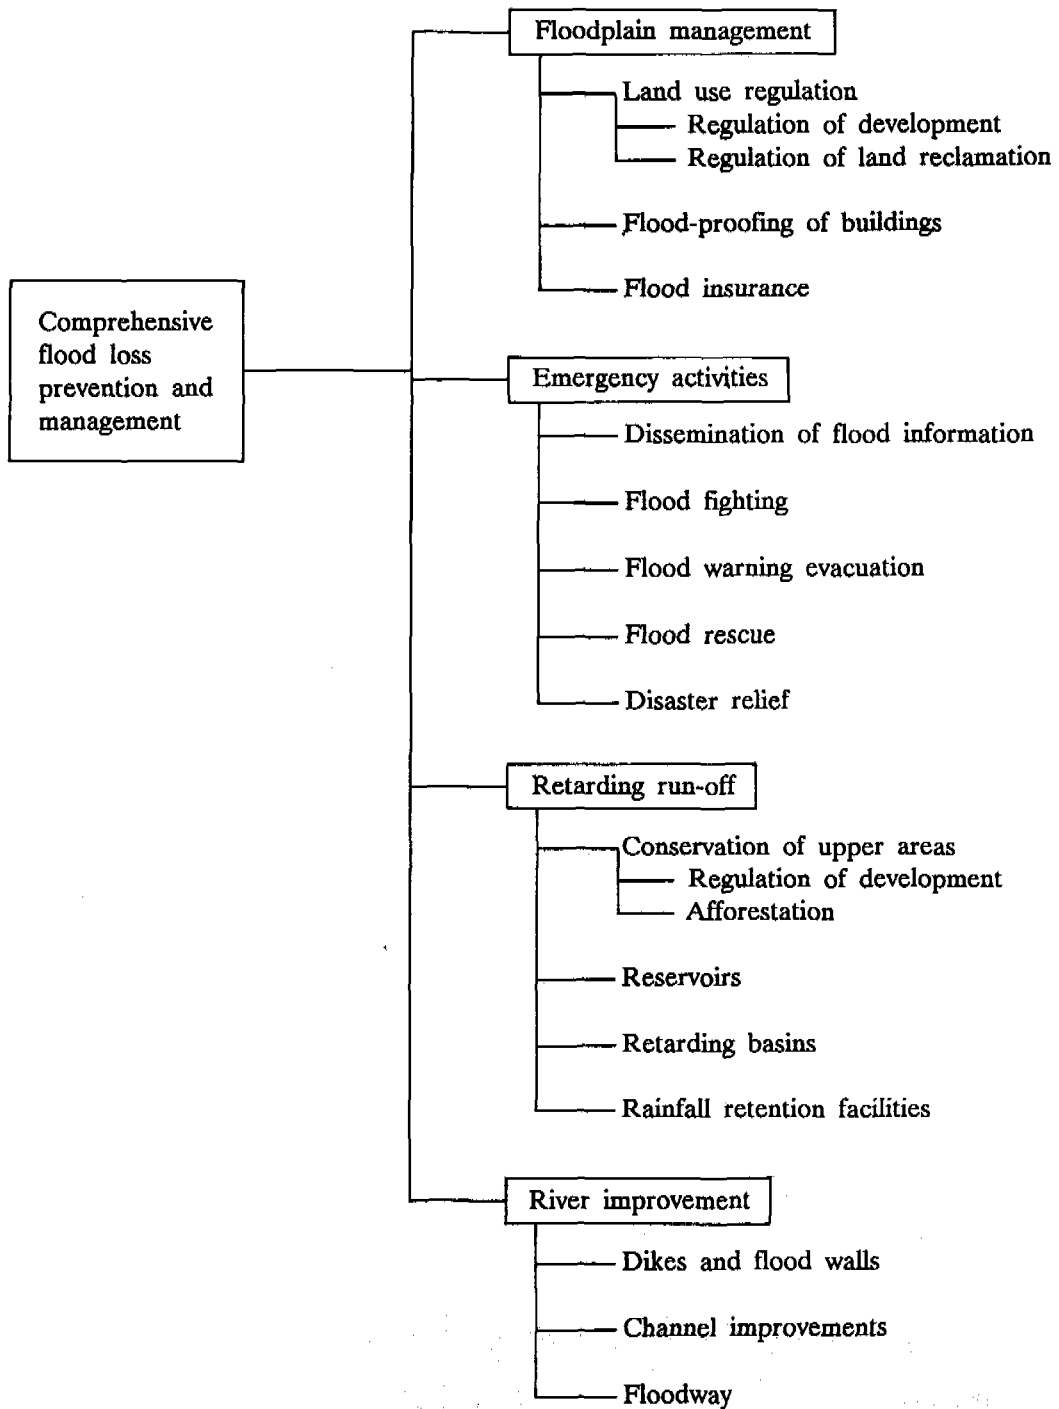 Floodplain management
Land use regulation
Regulation of development
Regulation of land reclamation
Flood-proofing of buildings
Flood insurance
Comprehensive
flood loss
prevention and
management
Emergency activities
Dissemination of flood information
Flood fighting
Flood warning evacuation
Flood rescue
Disaster relief
Retarding run-off
Conservation of upper areas
Regulation of development
Afforestation
Reservoirs
Retarding basins
Rainfall retention facilities
River improvement
Dikes and flood walls
Channel improvements
Floodway